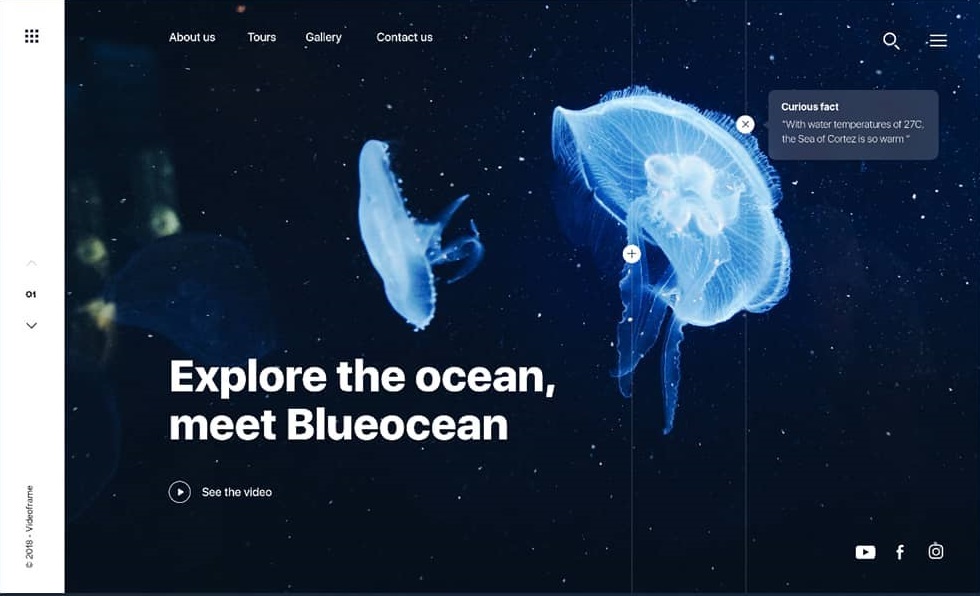 About us
Tours
Gallery
Contact us
Curious fact
"With water temperatures of 27C,
the Sea of Cortez is so warm "
01
Explore the ocean,
meet Blueocean
See the video
© 2018 - Videoframe